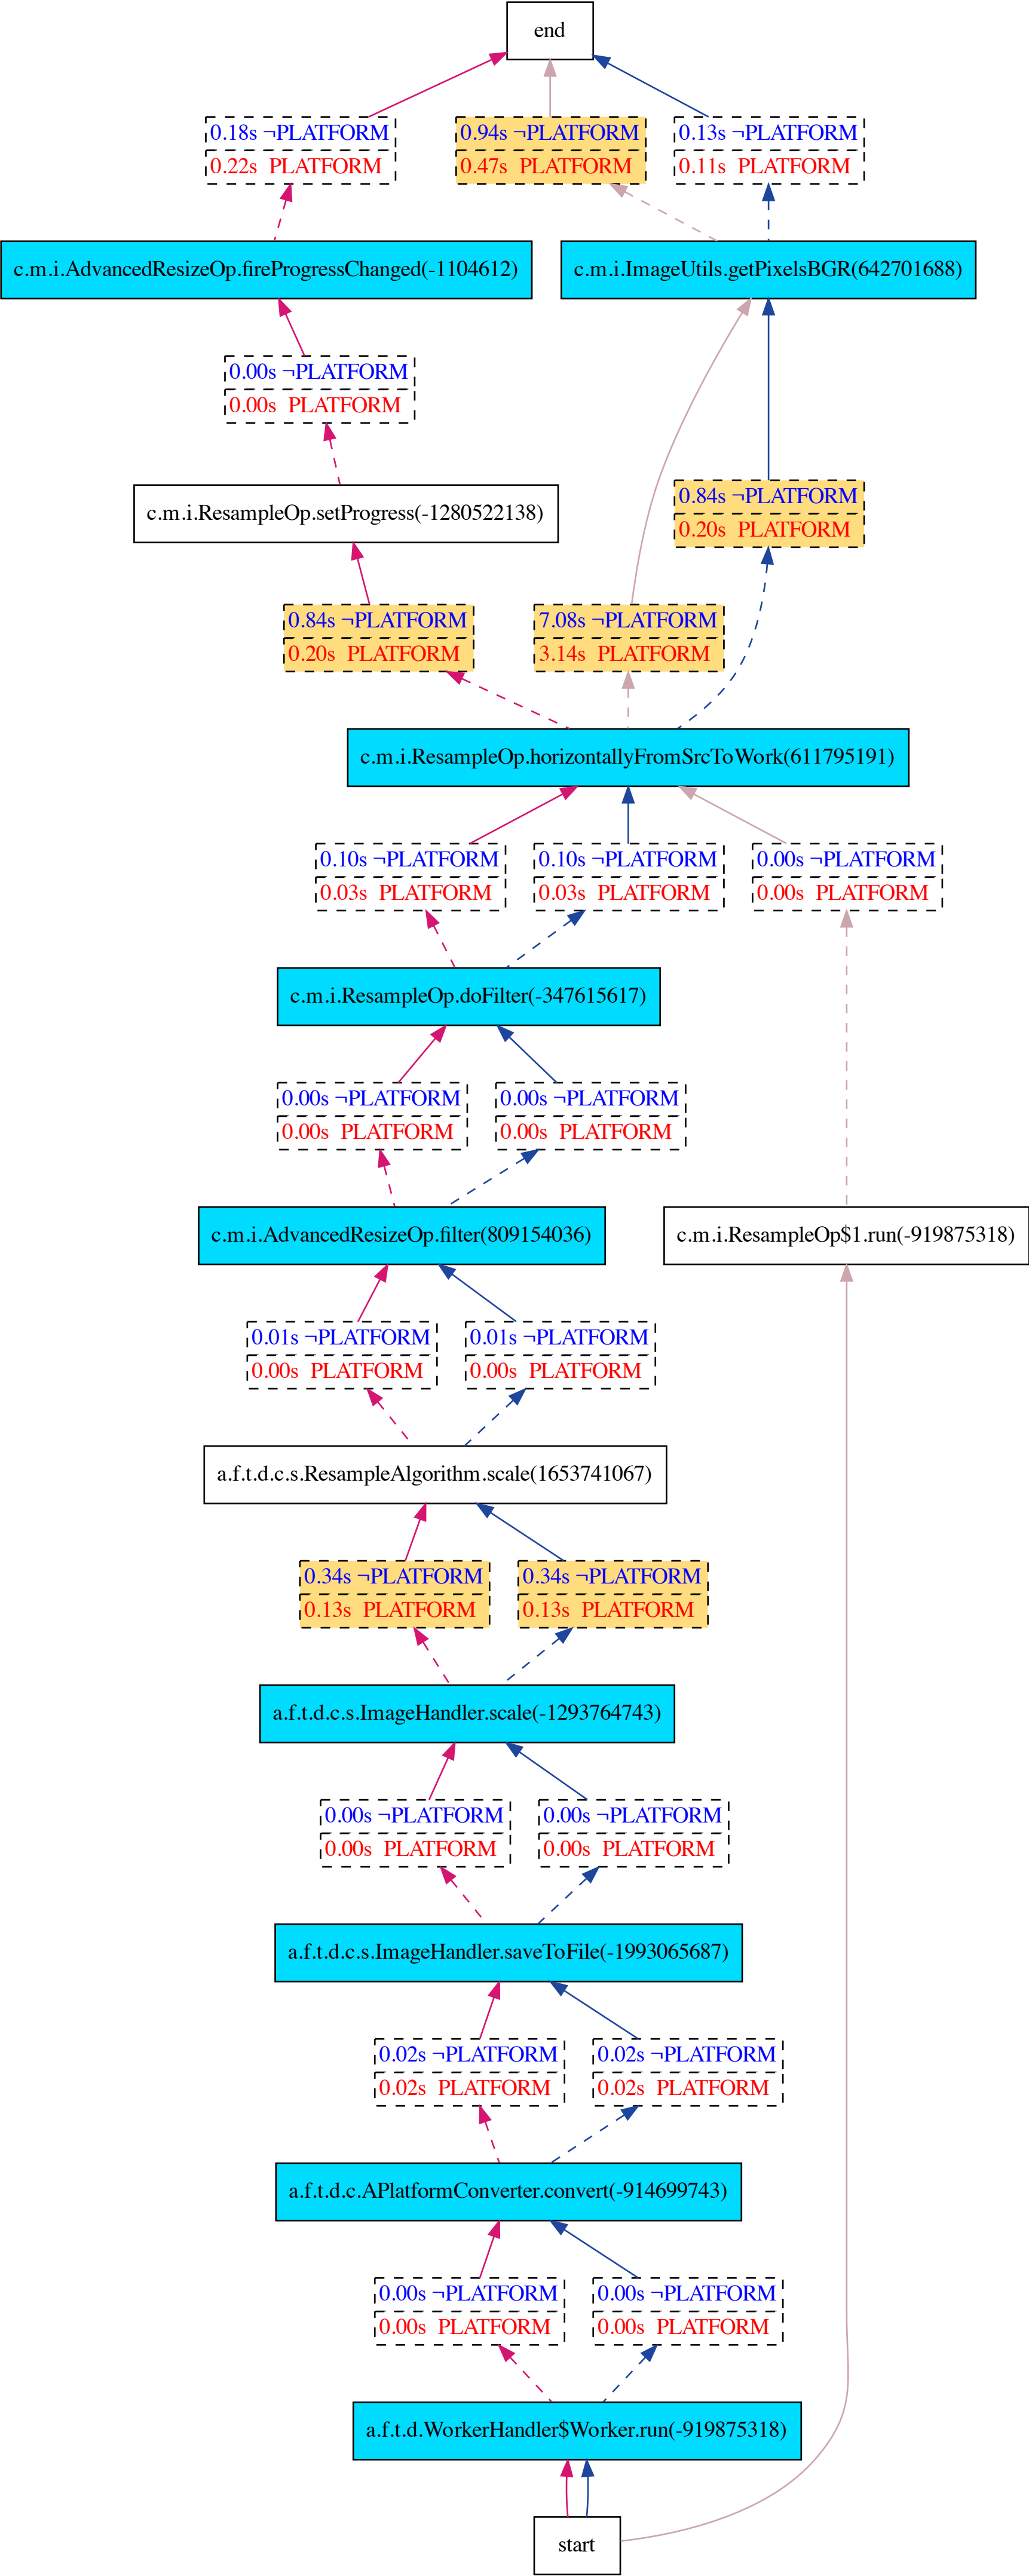 end
0.18s ¬PLATFORM
0.22s PLATFORM
0.94s ¬PLATFORM
0.47s PLATFORM
0.13s ¬PLATFORM
0.11s PLATFORM
c.m.i.AdvancedResizeOp.fireProgressChanged(-1104612)
c.m.i.ImageUtils.getPixelsBGR(642701688)
0.00s ¬PLATFORM
0.00s PLATFORM
c.m.i.ResampleOp.setProgress(-1280522138)
0.84s ¬PLATFORM
0.20s PLATFORM
0.84s ¬PLATFORM
0.20s PLATFORM
7.08s ¬PLATFORM
3.14s PLATFORM
c.m.i.ResampleOp.horizontallyFromSrcToWork(611795191)
0.10s ¬PLATFORM
0.03s PLATFORM
0.10s ¬PLATFORM
0.03s PLATFORM
0.00s ¬PLATFORM
0.00s PLATFORM
c.m.i.ResampleOp.doFilter(-347615617)
0.00s ¬PLATFORM
0.00s PLATFORM
0.00s ¬PLATFORM
0.00s PLATFORM
c.m.i.AdvancedResizeOp.filter(809154036)
c.m.i.ResampleOp$1.run(-919875318)
0.01s ¬PLATFORM
0.00s PLATFORM
0.01s ¬PLATFORM
0.00s PLATFORM
a.f.t.d.c.s.ResampleAlgorithm.scale(1653741067)
0.34s ¬PLATFORM
0.13s PLATFORM
0.34s ¬PLATFORM
0.13s PLATFORM
a.f.t.d.c.s.ImageHandler.scale(-1293764743)
0.00s ¬PLATFORM
0.00s PLATFORM
0.00s ¬PLATFORM
0.00s PLATFORM
a.f.t.d.c.s.ImageHandler.saveToFile(-1993065687)
0.02s ¬PLATFORM
0.02s PLATFORM
0.02s ¬PLATFORM
0.02s PLATFORM
a.f.t.d.c.APlatformConverter.convert(-914699743)
0.00s ¬PLATFORM
0.00s PLATFORM
0.00s ¬PLATFORM
0.00s PLATFORM
a.f.t.d.WorkerHandler$Worker.run(-919875318)
start